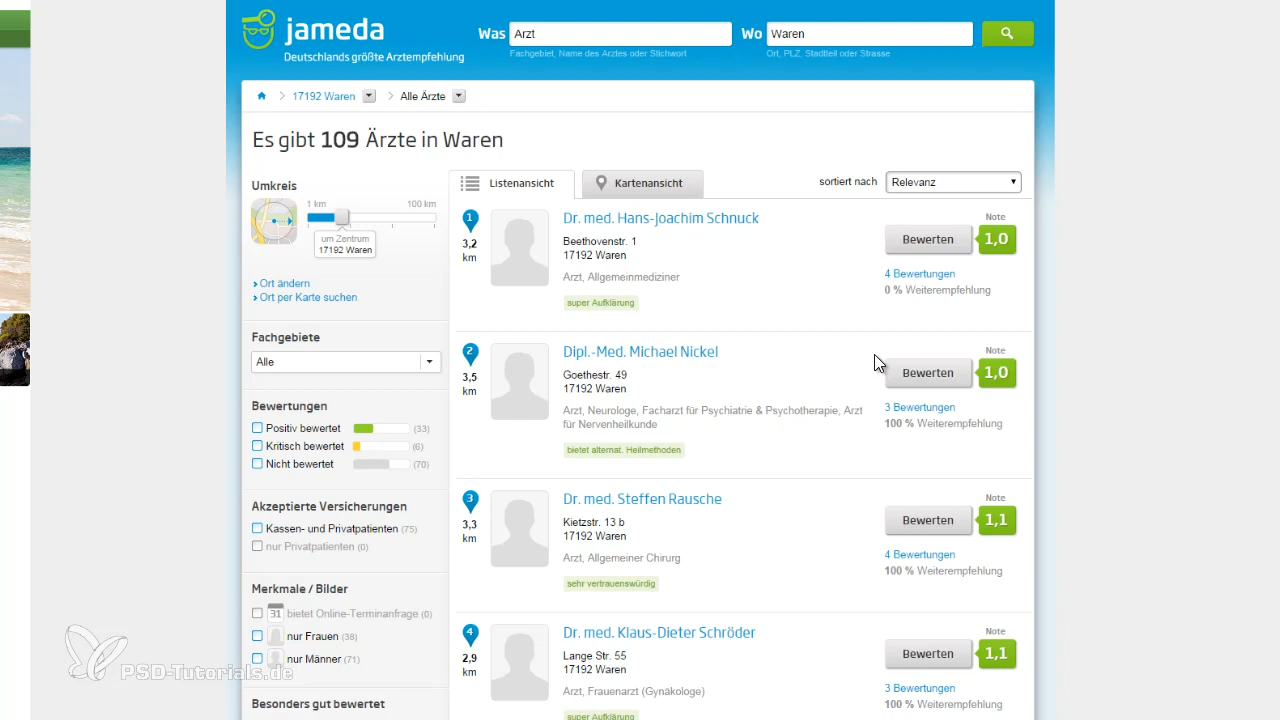 jameda
Deutschlands größte Arztempfehlung
Was Arzt
Fachgebiet, Name des Arztes oder Stichwort
Wo Waren
Ort, PLZ, Stadtteil oder Strasse
17192 Waren
Alle Ärzte
Es gibt 109 Ärzte in Waren
Umkreis
1 km 100 km
um Zentrum
17192 Waren
Ort ändern
Ort per Karte suchen
Fachgebiete
Alle
Bewertungen
Positiv bewertet (33)
Kritisch bewertet (6)
Nicht bewertet (70)
Akzeptierte Versicherungen
Kassen- und Privatpatienten (75)
nur Privatpatienten (0)
Merkmale / Bilder
31 bietet Online-Terminanfrage (0)
nur Frauen (38)
nur Männer (71)
Besonders gut bewertet
Listenansicht
Kartenansicht
sortiert nach Relevanz
1
3,2
km
Dr. med. Hans-Joachim Schnuck
Beethovenstr. 1
17192 Waren
Arzt, Allgemeinmediziner
super Aufklärung
Note
Bewerten 1,0
4 Bewertungen
0 % Weiterempfehlung
2
3,5
km
Dipl.-Med. Michael Nickel
Goethestr. 49
17192 Waren
Arzt, Neurologe, Facharzt für Psychiatrie & Psychotherapie, Arzt
für Nervenheilkunde
bietet alternat. Heilmethoden
Note
Bewerten 1,0
3 Bewertungen
100 % Weiterempfehlung
3
3,3
km
Dr. med. Steffen Rausche
Kietzstr. 13 b
17192 Waren
Arzt, Allgemeiner Chirurg
sehr vertrauenswürdig
Note
Bewerten 1,1
4 Bewertungen
100 % Weiterempfehlung
4
2,9
km
Dr. med. Klaus-Dieter Schröder
Lange Str. 55
17192 Waren
Arzt, Frauenarzt (Gynäkologe)
super Aufklärung
Note
Bewerten 1,1
3 Bewertungen
100 % Weiterempfehlung
PSD-Tutorials.de